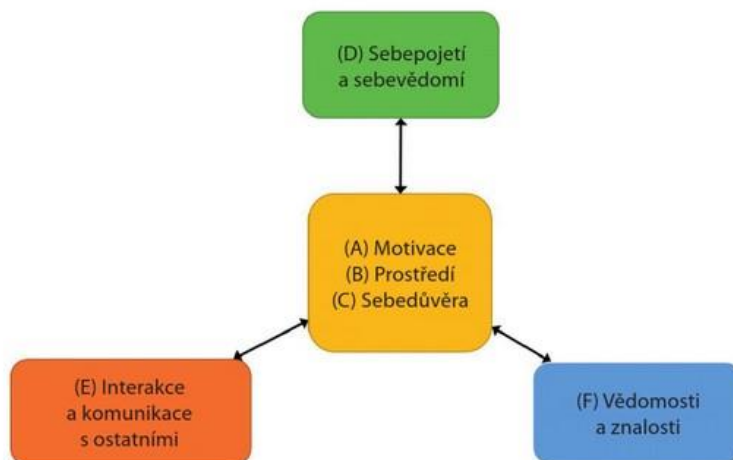 (D) Sebepojetí
a sebevědomí
(A) Motivace
(B) Prostředí
(C) Sebedůvěra
(E) Interakce
a komunikace
s ostatními
(F) Vědomosti
a znalosti